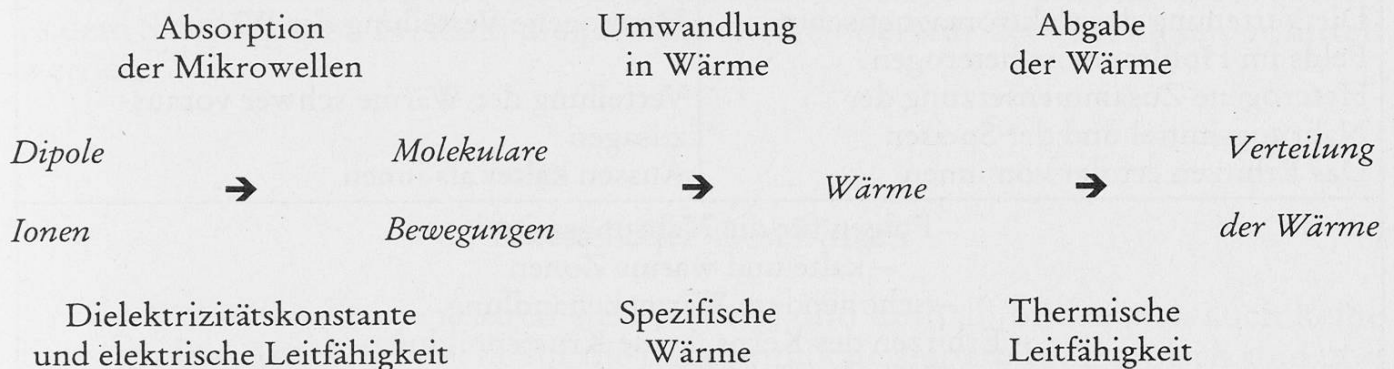 Absorption
der Mikrowellen
Umwandlung
in Wärme
Abgabe
der Wärme
Dipole
Ionen
➔
Molekulare
Bewegungen
➔
Wärme
➔
Verteilung
der Wärme
Dielektrizitätskonstante
und elektrische Leitfähigkeit
Spezifische
Wärme
Thermische
Leitfähigkeit